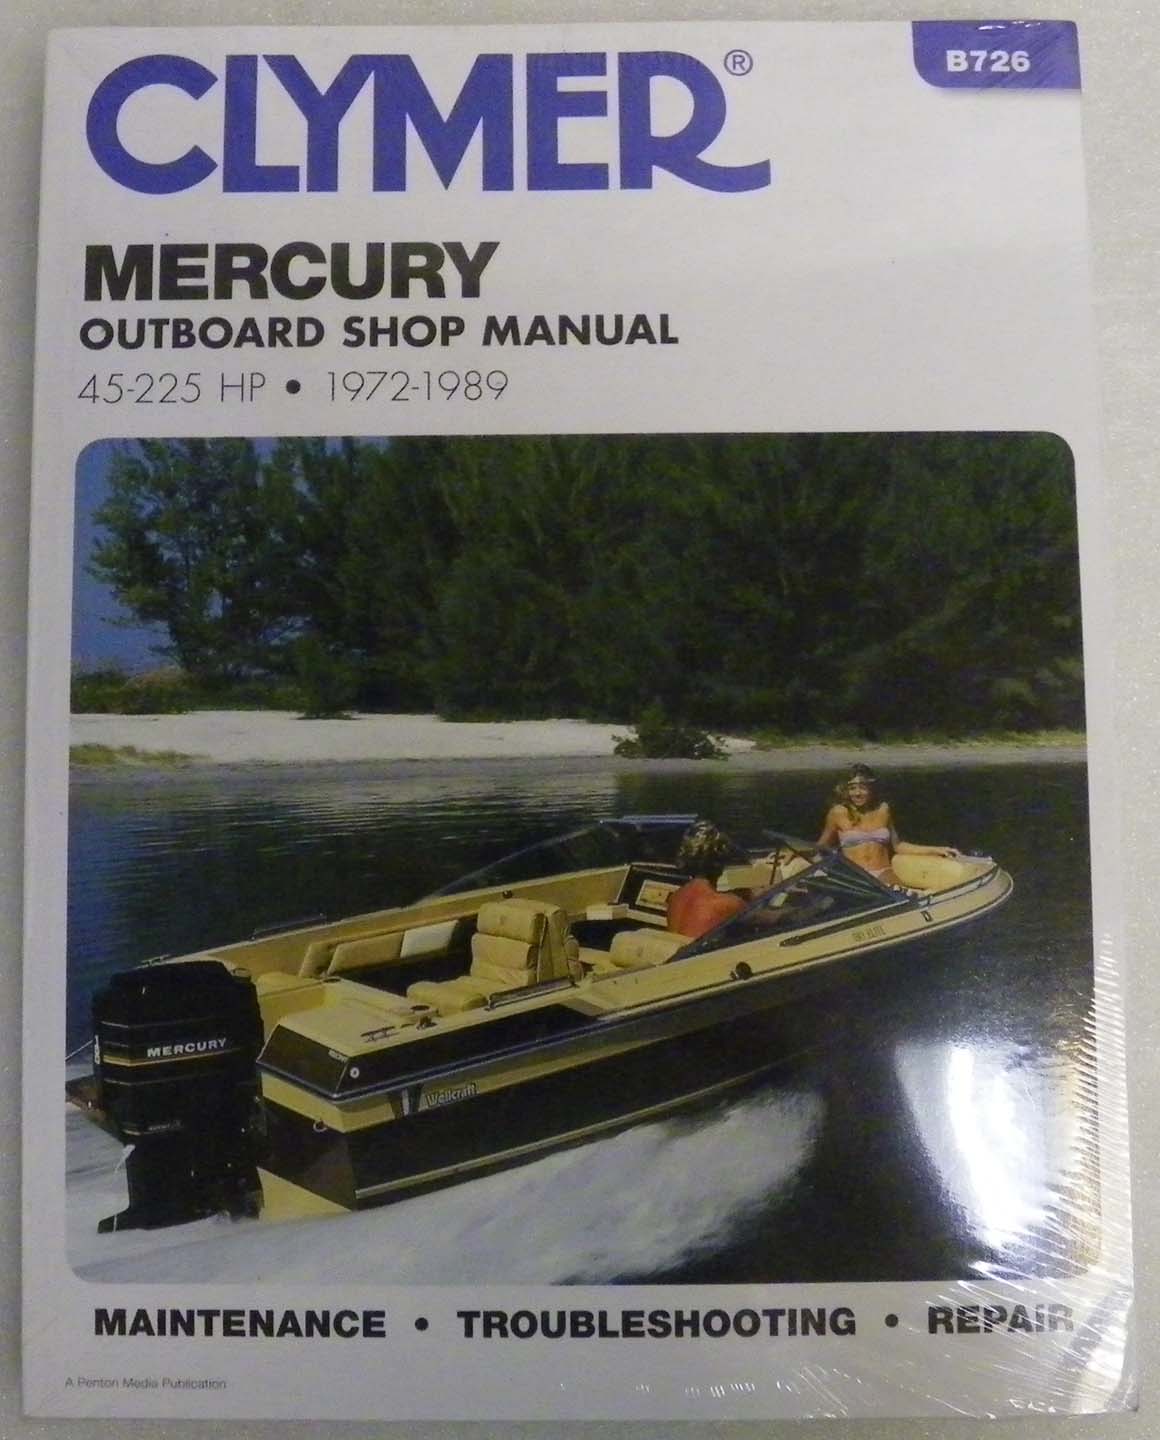 CLYMER®
B726
MERCURY
OUTBOARD SHOP MANUAL
45-225 HP • 1972-1989
MERCURY
Wellcraft
MAINTENANCE • TROUBLESHOOTING • REPAIR
A Penton Media Publication